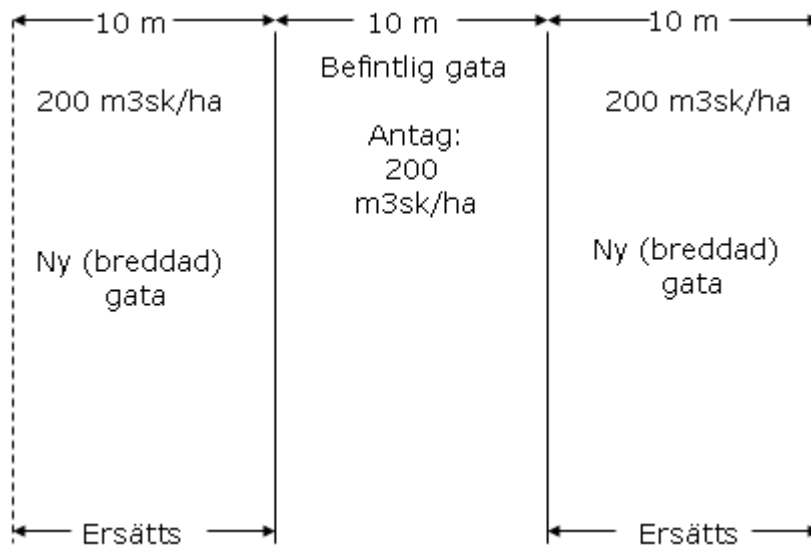 10 m
10 m
10 m
Befintlig gata
200 m3sk/ha
200 m3sk/ha
Antag:
200
m3sk/ha
Ny (breddad)
gata
Ny (breddad)
gata
Ersätts
Ersätts